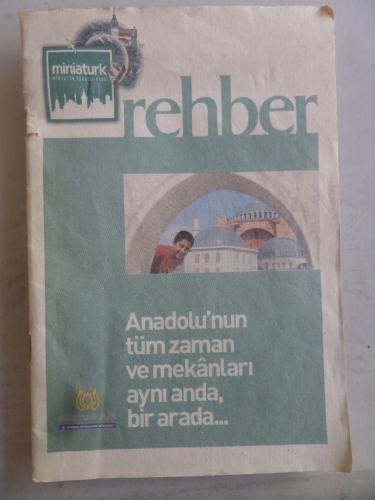 miniaturk
rehber
Anadolu'nun
tüm zaman
ve mekânları
aynı anda,
bir arada...